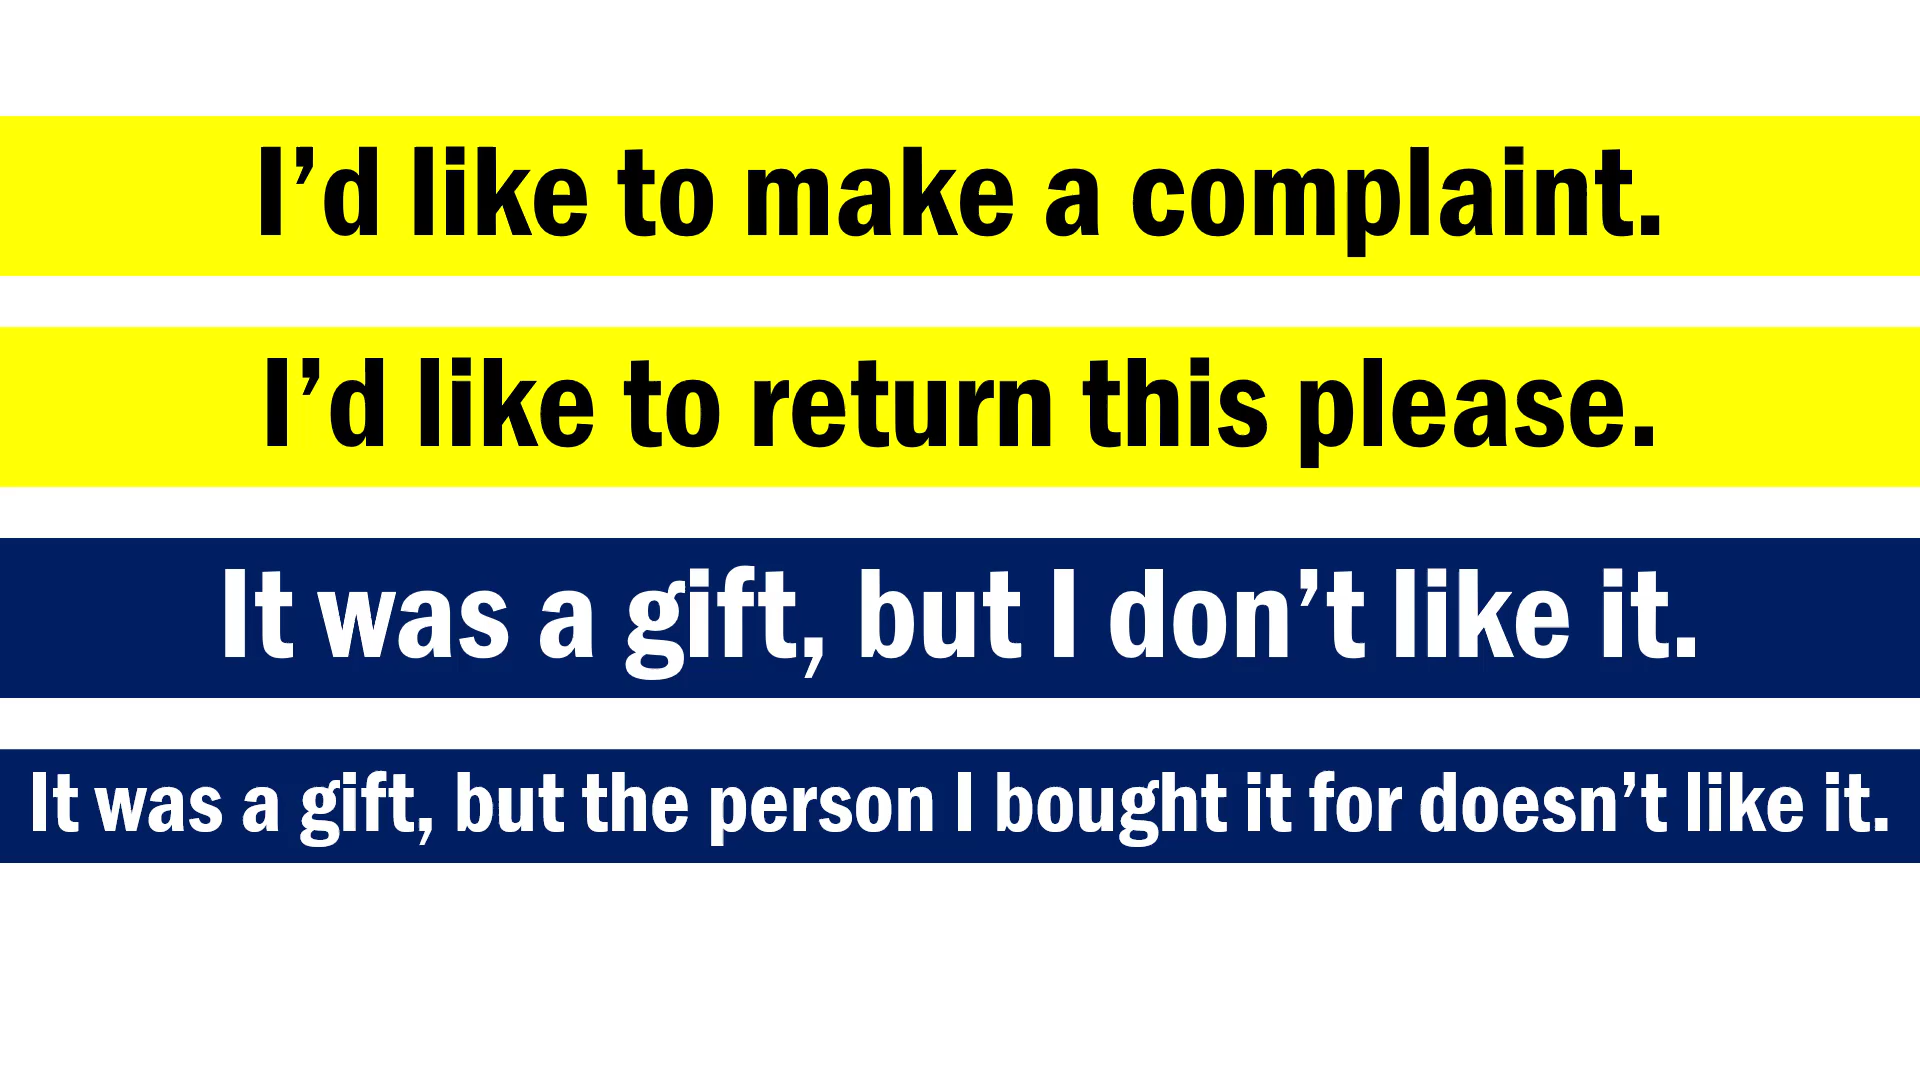 I’d like to make a complaint.
I’d like to return this please.
It was a gift, but I don’t like it.
It was a gift, but the person I bought it for doesn’t like it.